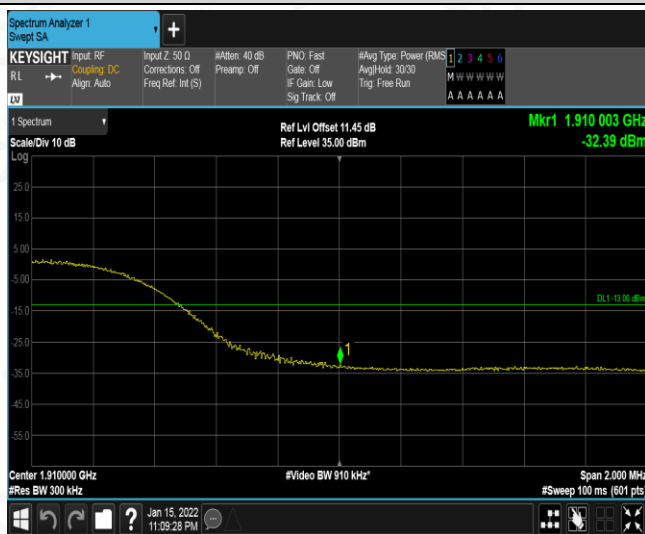 Spectrum Analyzer 1
Swept SA
+
KEYSIGHT
RL
LXI
Input: RF
Coupling: DC
Align: Auto
Input Z: 50 Ω
Corrections: Off
Freq Ref: Int (S)
#Atten: 40 dB
Preamp: Off
PNO: Fast
Gate: Off
IF Gain: Low
Sig Track: Off
#Avg Type: Power (RMS
Avg|Hold: 30/30
Trig: Free Run
1 2 3 4 5 6
M W W W W W
A A A A A A
1 Spectrum
Scale/Div 10 dB
Log
Ref Lvl Offset 11.45 dB
Ref Level 35.00 dBm
Mkr1 1.910 003 GHz
-32.39 dBm
25.0
15.0
5.00
-5.00
DL1 -13.00 dBm
-15.0
-25.0
1
-35.0
-45.0
-55.0
Center 1.910000 GHz
#Res BW 300 kHz
#Video BW 910 kHz*
Span 2.000 MHz
#Sweep 100 ms (601 pts)
?
Jan 15, 2022
11:09:28 PM